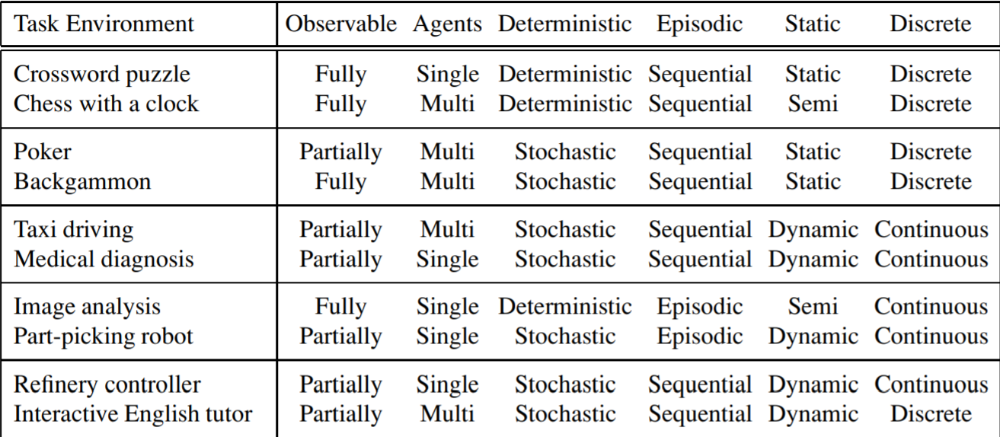 Task Environment Observable Agents Deterministic Episodic Static Discrete
Crossword puzzle Fully Single Deterministic Sequential Static Discrete
Chess with a clock Fully Multi Deterministic Sequential Semi Discrete
Poker Partially Multi Stochastic Sequential Static Discrete
Backgammon Fully Multi Stochastic Sequential Static Discrete
Taxi driving Partially Multi Stochastic Sequential Dynamic Continuous
Medical diagnosis Partially Single Stochastic Sequential Dynamic Continuous
Image analysis Fully Single Deterministic Episodic Semi Continuous
Part-picking robot Partially Single Stochastic Episodic Dynamic Continuous
Refinery controller Partially Single Stochastic Sequential Dynamic Continuous
Interactive English tutor Partially Multi Stochastic Sequential Dynamic Discrete